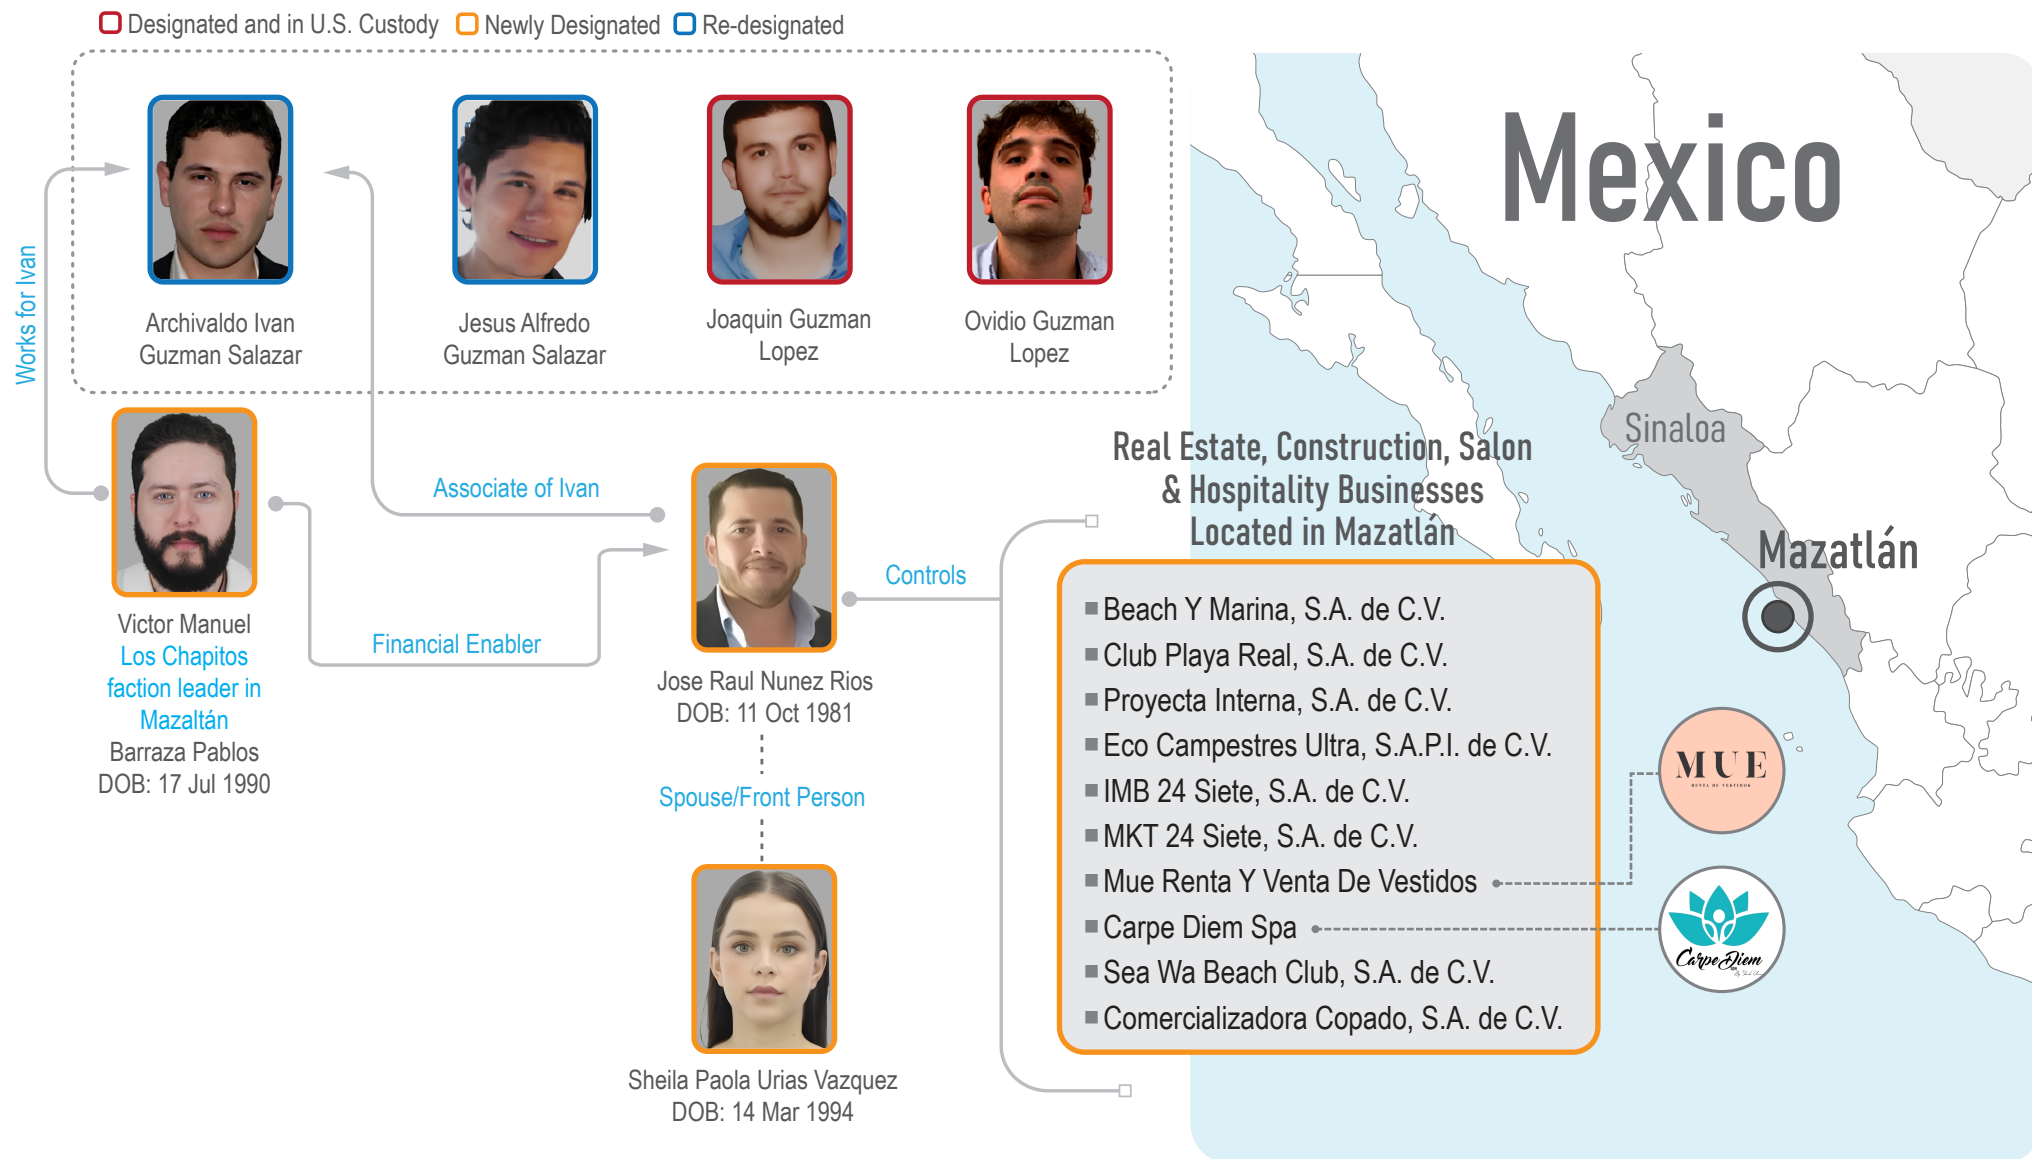 Designated and in U.S. Custody
Newly Designated
Re-designated
Archivaldo Ivan
Guzman Salazar
Jesus Alfredo
Guzman Salazar
Joaquin Guzman
Lopez
Ovidio Guzman
Lopez
Works for Ivan
Victor Manuel
Los Chapitos
faction leader in
Mazaltán
Barraza Pablos
DOB: 17 Jul 1990
Associate of Ivan
Financial Enabler
Jose Raul Nunez Rios
DOB: 11 Oct 1981
Spouse/Front Person
Sheila Paola Urias Vazquez
DOB: 14 Mar 1994
Controls
Real Estate, Construction, Salon
& Hospitality Businesses
Located in Mazatlán
Beach Y Marina, S.A. de C.V.
Club Playa Real, S.A. de C.V.
Proyecta Interna, S.A. de C.V.
Eco Campestres Ultra, S.A.P.I. de C.V.
IMB 24 Siete, S.A. de C.V.
MKT 24 Siete, S.A. de C.V.
Mue Renta Y Venta De Vestidos
Carpe Diem Spa
Sea Wa Beach Club, S.A. de C.V.
Comercializadora Copado, S.A. de C.V.
Mexico
Sinaloa
Mazatlán
MUE
RENTA DE VESTIDOS
Carpe Diem
spa